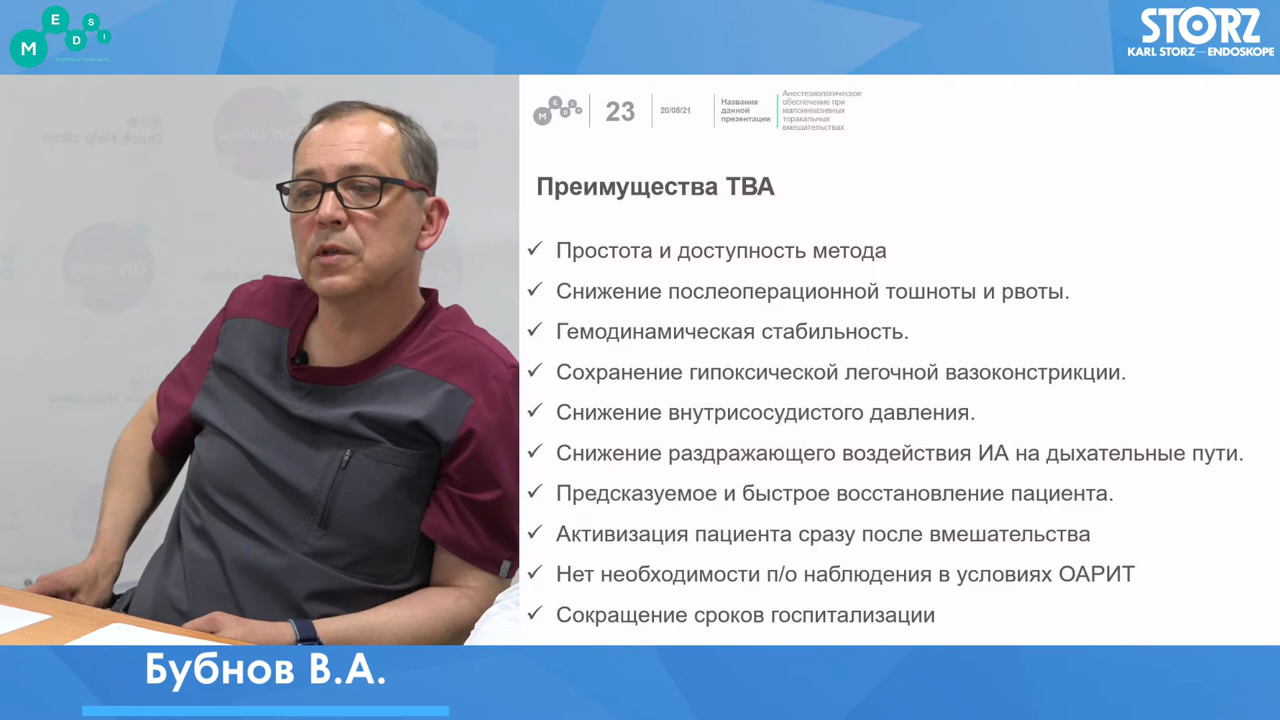 M E D S I
STORZ
KARL STORZ—ENDOSKOPE
M E D S I
23
20/05/21
Название
данной
презентации
Анестезиологическое
обеспечение при
малоинвазивных
торакальных
вмешательствах
Преимущества ТВА
✓ Простота и доступность метода
✓ Снижение послеоперационной тошноты и рвоты.
✓ Гемодинамическая стабильность.
✓ Сохранение гипоксической легочной вазоконстрикции.
✓ Снижение внутрисосудистого давления.
✓ Снижение раздражающего воздействия ИА на дыхательные пути.
✓ Предсказуемое и быстрое восстановление пациента.
✓ Активизация пациента сразу после вмешательства
✓ Нет необходимости п/о наблюдения в условиях ОАРИТ
✓ Сокращение сроков госпитализации
Бубнов В.А.